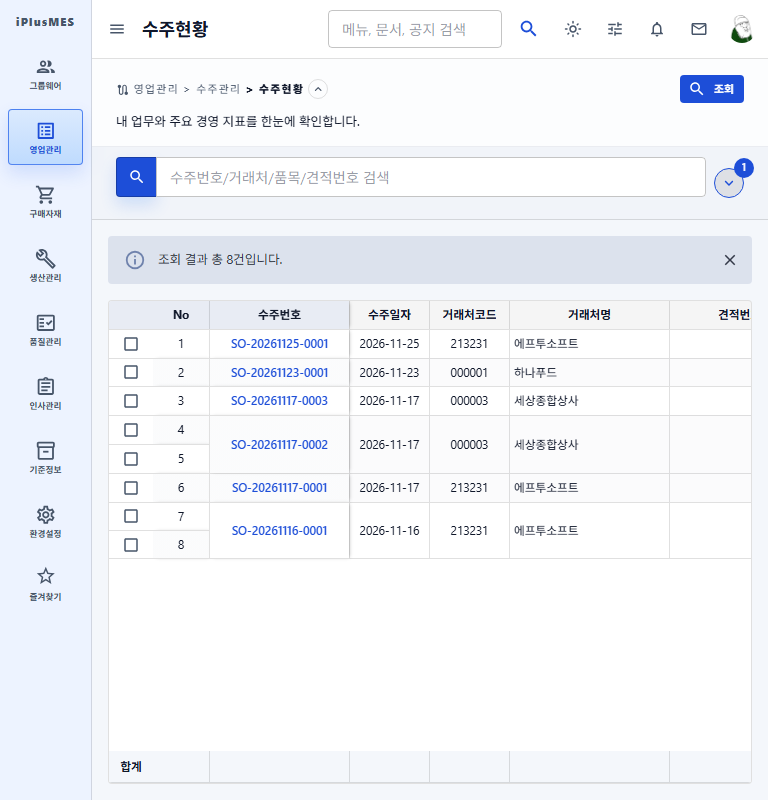 iPlusMES
그룹웨어
영업관리
구매자재
생산관리
품질관리
인사관리
기준정보
환경설정
즐겨찾기
수주현황
메뉴, 문서, 공지 검색
영업관리 > 수주관리 > 수주현황
조회
내 업무와 주요 경영 지표를 한눈에 확인합니다.
수주번호/거래처/품목/견적번호 검색
1
조회 결과 총 8건입니다.
No 수주번호 수주일자 거래처코드 거래처명 견적번
1 SO-20261125-0001 2026-11-25 213231 에프투소프트
2 SO-20261123-0001 2026-11-23 000001 하나푸드
3 SO-20261117-0003 2026-11-17 000003 세상종합상사
4
SO-20261117-0002 2026-11-17 000003 세상종합상사
5
6 SO-20261117-0001 2026-11-17 213231 에프투소프트
7
SO-20261116-0001 2026-11-16 213231 에프투소프트
8
합계